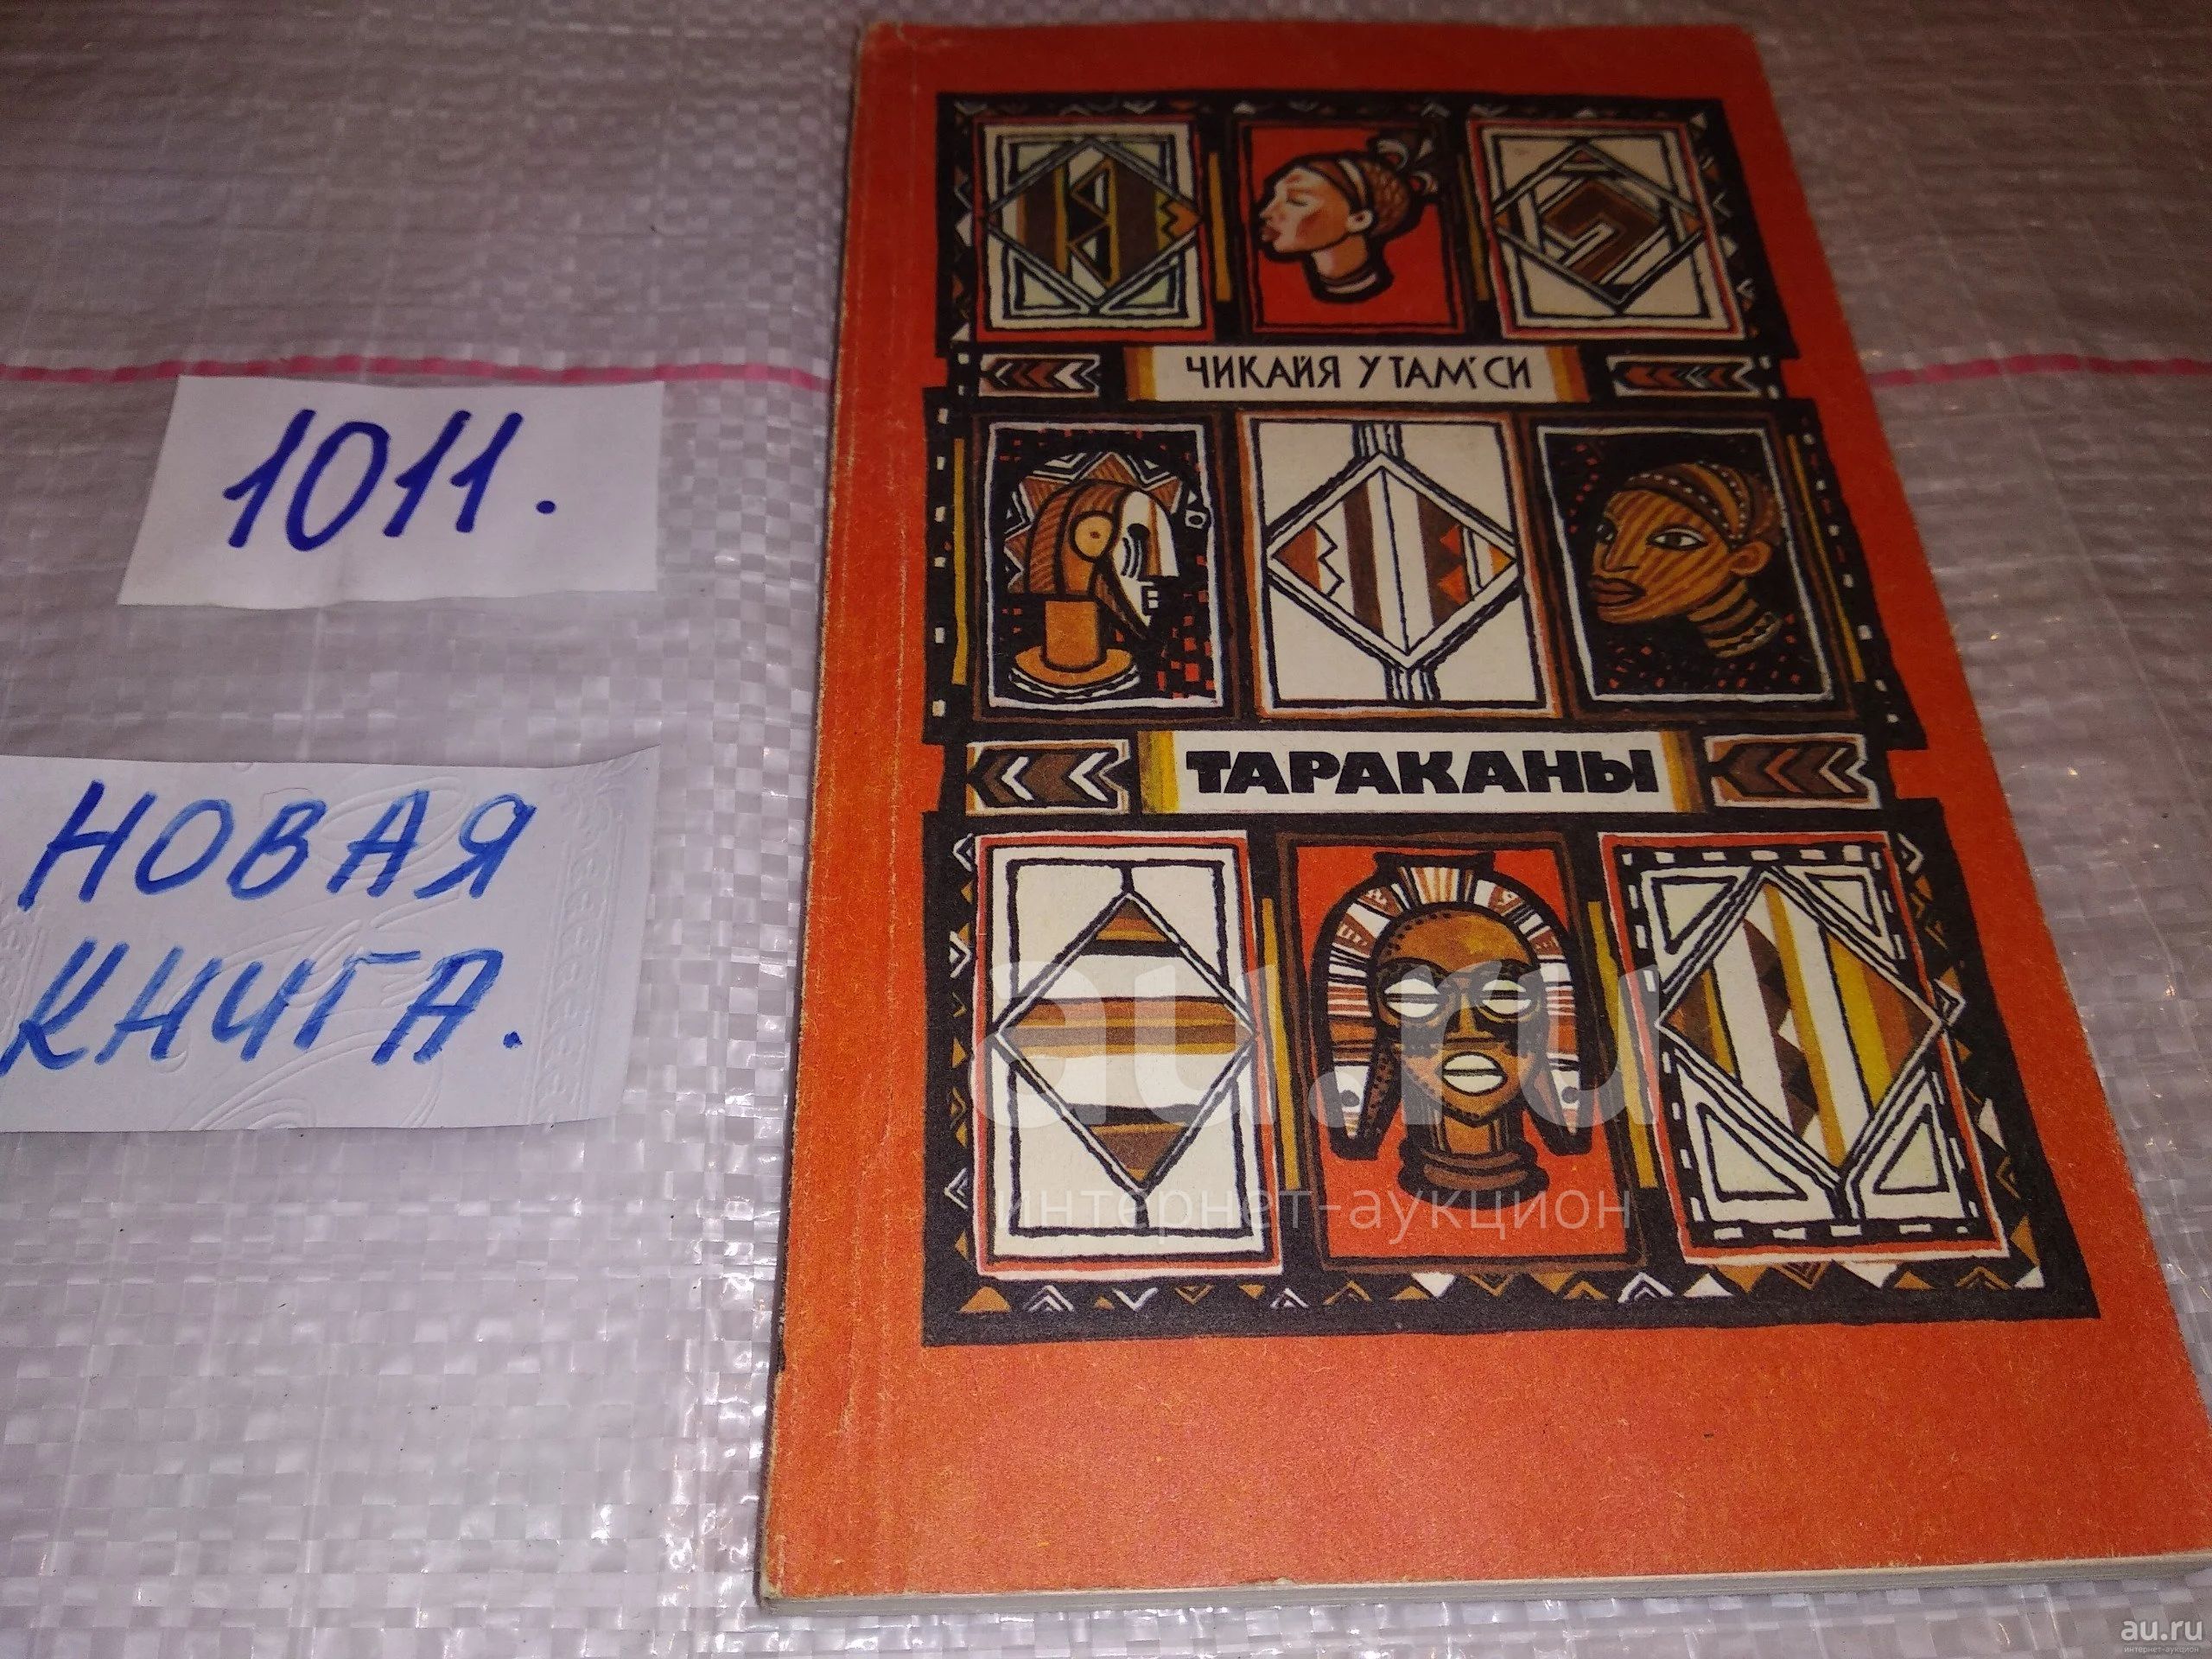 1011.
НОВАЯ
КНИГА.
ЧИКАЙЯ У ТАМ'СИ
ТАРАКАНЫ
au.ru
интернет-аукцион
au.ru
интернет-аукцион